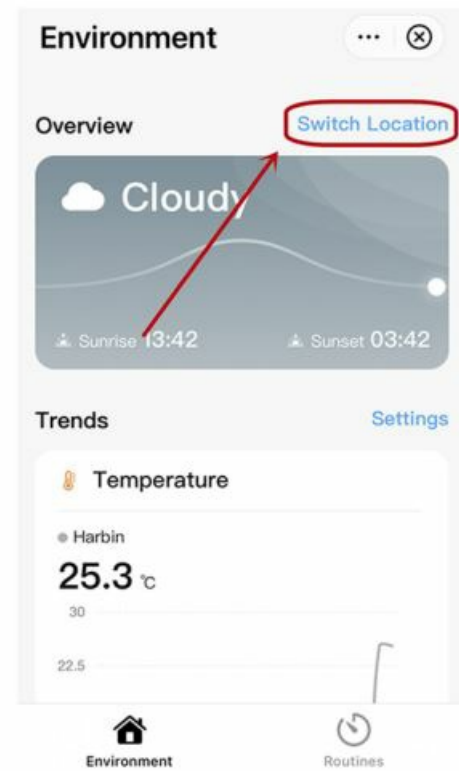 Environment
Overview Switch Location
Cloudy
Sunrise 13:42 Sunset 03:42
Trends Settings
Temperature
Harbin
25.3 ℃
30
22.5
Environment Routines